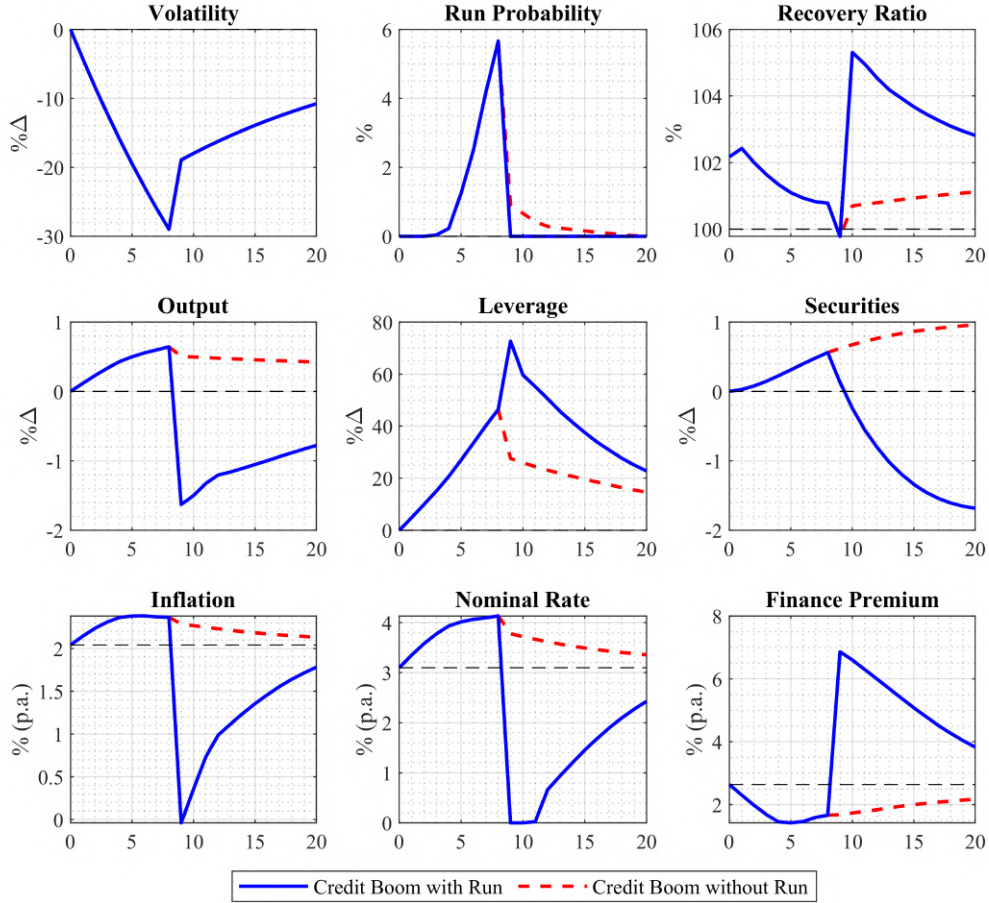 Volatility
%Δ
0
-10
-20
-30
0 5 10 15 20
Run Probability
%
6
4
2
0
0 5 10 15 20
Recovery Ratio
%
106
104
102
100
0 5 10 15 20
Output
%Δ
1
0
-1
-2
0 5 10 15 20
Leverage
%Δ
80
60
40
20
0
0 5 10 15 20
Securities
%Δ
1
0
-1
-2
0 5 10 15 20
Inflation
% (p.a.)
2
1.5
1
0.5
0
0 5 10 15 20
Nominal Rate
% (p.a.)
4
3
2
1
0
0 5 10 15 20
Finance Premium
% (p.a.)
8
6
4
2
0 5 10 15 20
Credit Boom with Run Credit Boom without Run